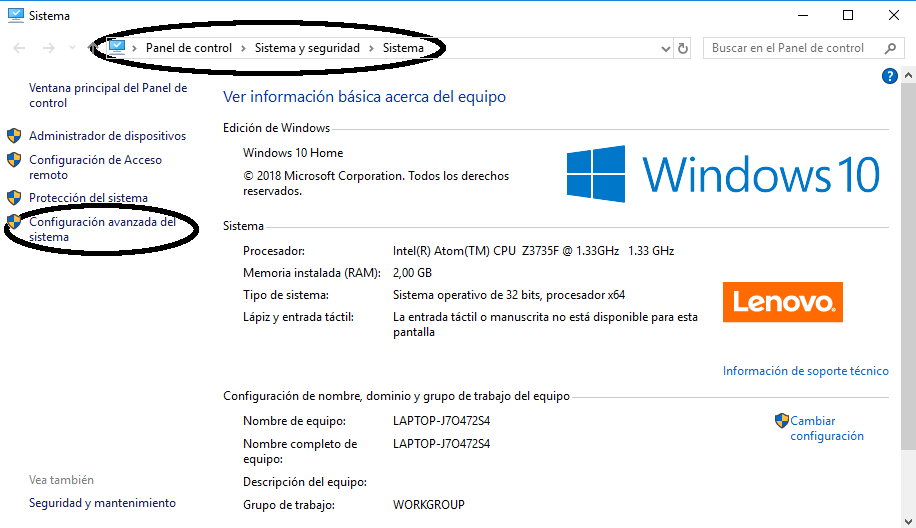 Sistema
Panel de control > Sistema y seguridad > Sistema
Buscar en el Panel de control
Ventana principal del Panel de
control
Administrador de dispositivos
Configuración de Acceso
remoto
Protección del sistema
Configuración avanzada del
sistema
Vea también
Seguridad y mantenimiento
?
Ver información básica acerca del equipo
Edición de Windows
Windows 10 Home
© 2018 Microsoft Corporation. Todos los derechos
reservados.
Windows 10
Sistema
Procesador: Intel(R) Atom(TM) CPU Z3735F @ 1.33GHz 1.33 GHz
Memoria instalada (RAM): 2,00 GB
Tipo de sistema: Sistema operativo de 32 bits, procesador x64
Lápiz y entrada táctil: La entrada táctil o manuscrita no está disponible para esta
pantalla
Lenovo.
Información de soporte técnico
Configuración de nombre, dominio y grupo de trabajo del equipo
Nombre de equipo: LAPTOP-J7O472S4
Nombre completo de
equipo: LAPTOP-J7O472S4
Descripción del equipo:
Grupo de trabajo: WORKGROUP
Cambiar
configuración